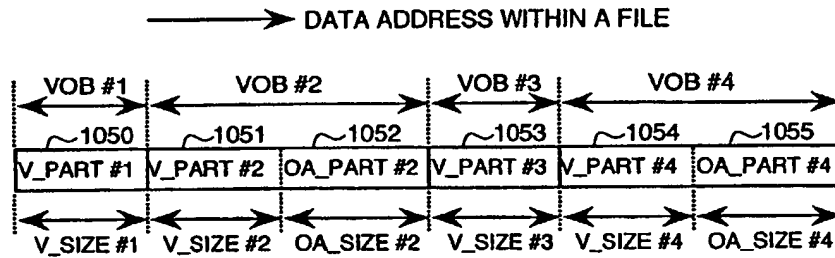 DATA ADDRESS WITHIN A FILE
VOB #1 VOB #2 VOB #3 VOB #4
1050 1051 1052 1053 1054 1055
V_PART #1 V_PART #2 OA_PART #2 V_PART #3 V_PART #4 OA_PART #4
V_SIZE #1 V_SIZE #2 OA_SIZE #2 V_SIZE #3 V_SIZE #4 OA_SIZE #4